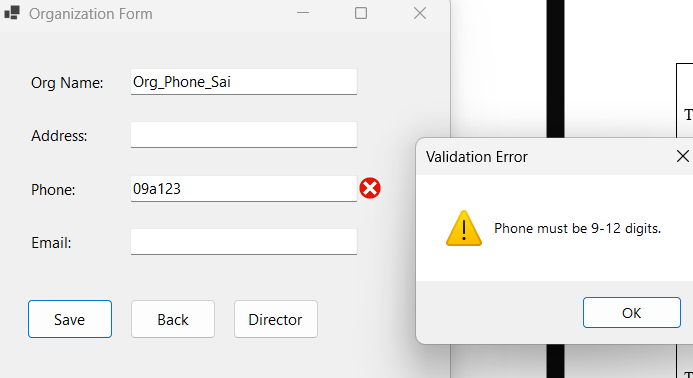 Organization Form
Org Name: Org_Phone_Sai
Address:
Phone: 09a123
Email:
Save Back Director
Validation Error
Phone must be 9-12 digits.
OK